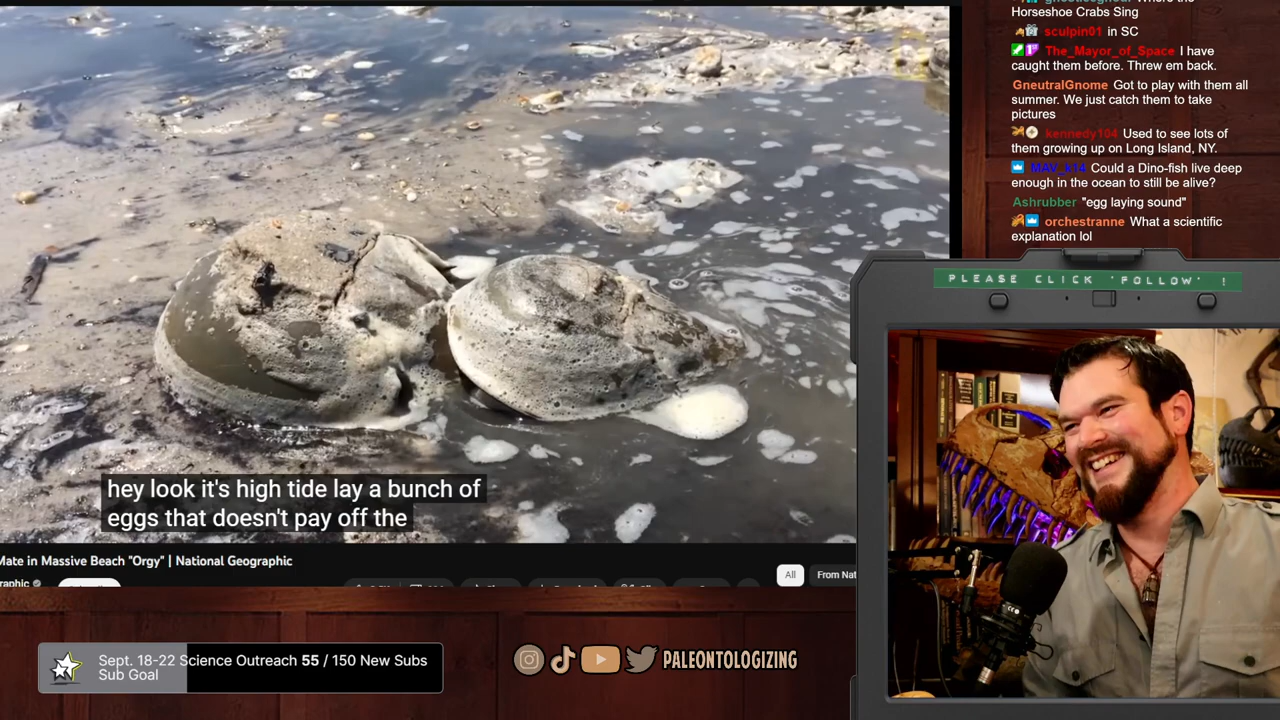 Horseshoe Crabs Sing
sculpin01 in SC
The_Mayor_of_Space I have
caught them before. Threw em back.
GneutralGnome Got to play with them all
summer. We just catch them to take
pictures
kennedy104 Used to see lots of
them growing up on Long Island, NY.
MAV_k14 Could a Dino-fish live deep
enough in the ocean to still be alive?
Ashrubber "egg laying sound"
orchestranne What a scientific
explanation lol
PLEASE CLICK "FOLLOW" !
hey look it's high tide lay a bunch of
eggs that doesn't pay off the
Mate in Massive Beach "Orgy" | National Geographic
raphic
All
From Nat
Sept. 18-22 Science Outreach 55 / 150 New Subs
Sub Goal
PALEONTOLOGIZING